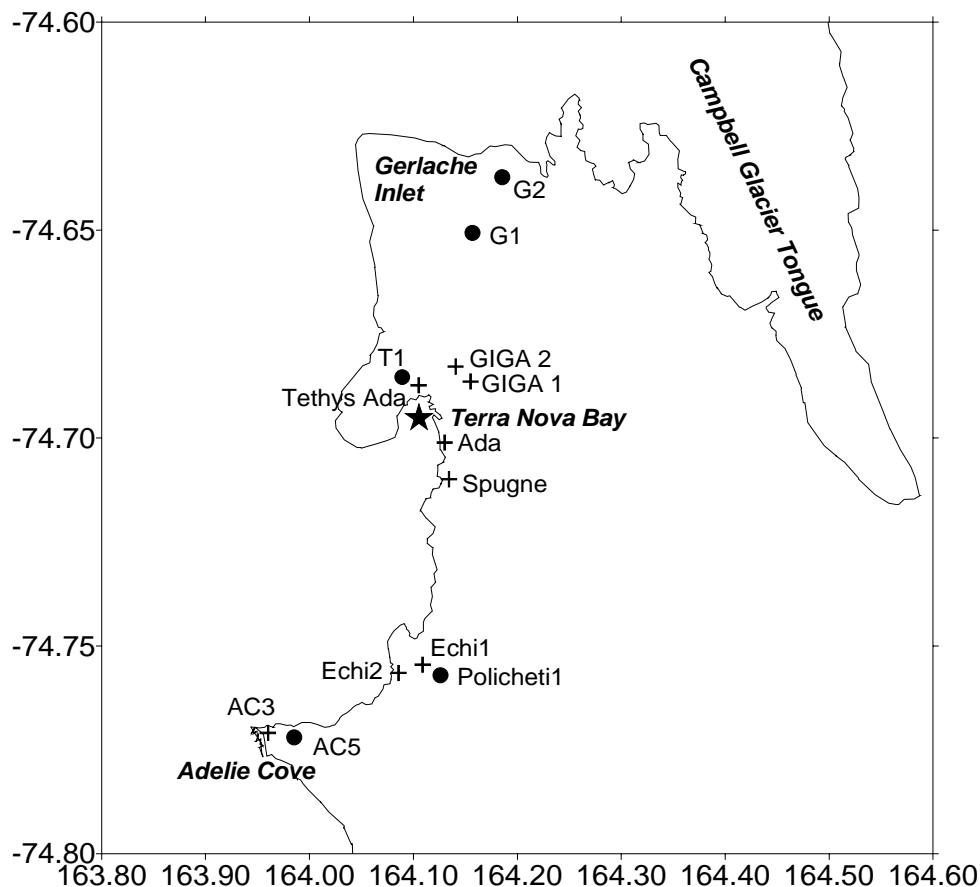 -74.60
Campbell Glacier Tongue
Gerlache
Inlet
G2
-74.65
G1
T1
GIGA 2
GIGA 1
Tethys Ada
Terra Nova Bay
-74.70
Ada
Spugne
-74.75
Echi1
Echi2
Policheti1
AC3
AC5
Adelie Cove
-74.80
163.80 163.90 164.00 164.10 164.20 164.30 164.40 164.50 164.60